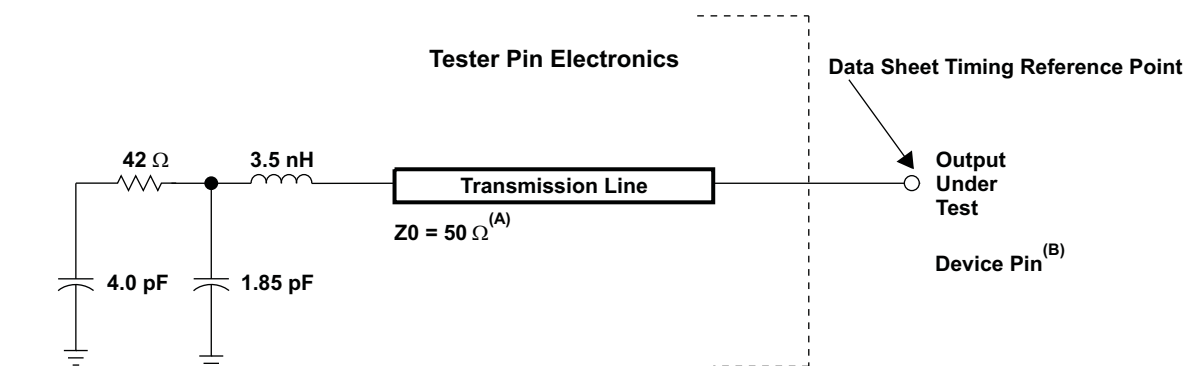 Tester Pin Electronics
Data Sheet Timing Reference Point
42 Ω
3.5 nH
Transmission Line
Output
Under
Test
Z0 = 50 Ω(A)
Device Pin(B)
4.0 pF
1.85 pF